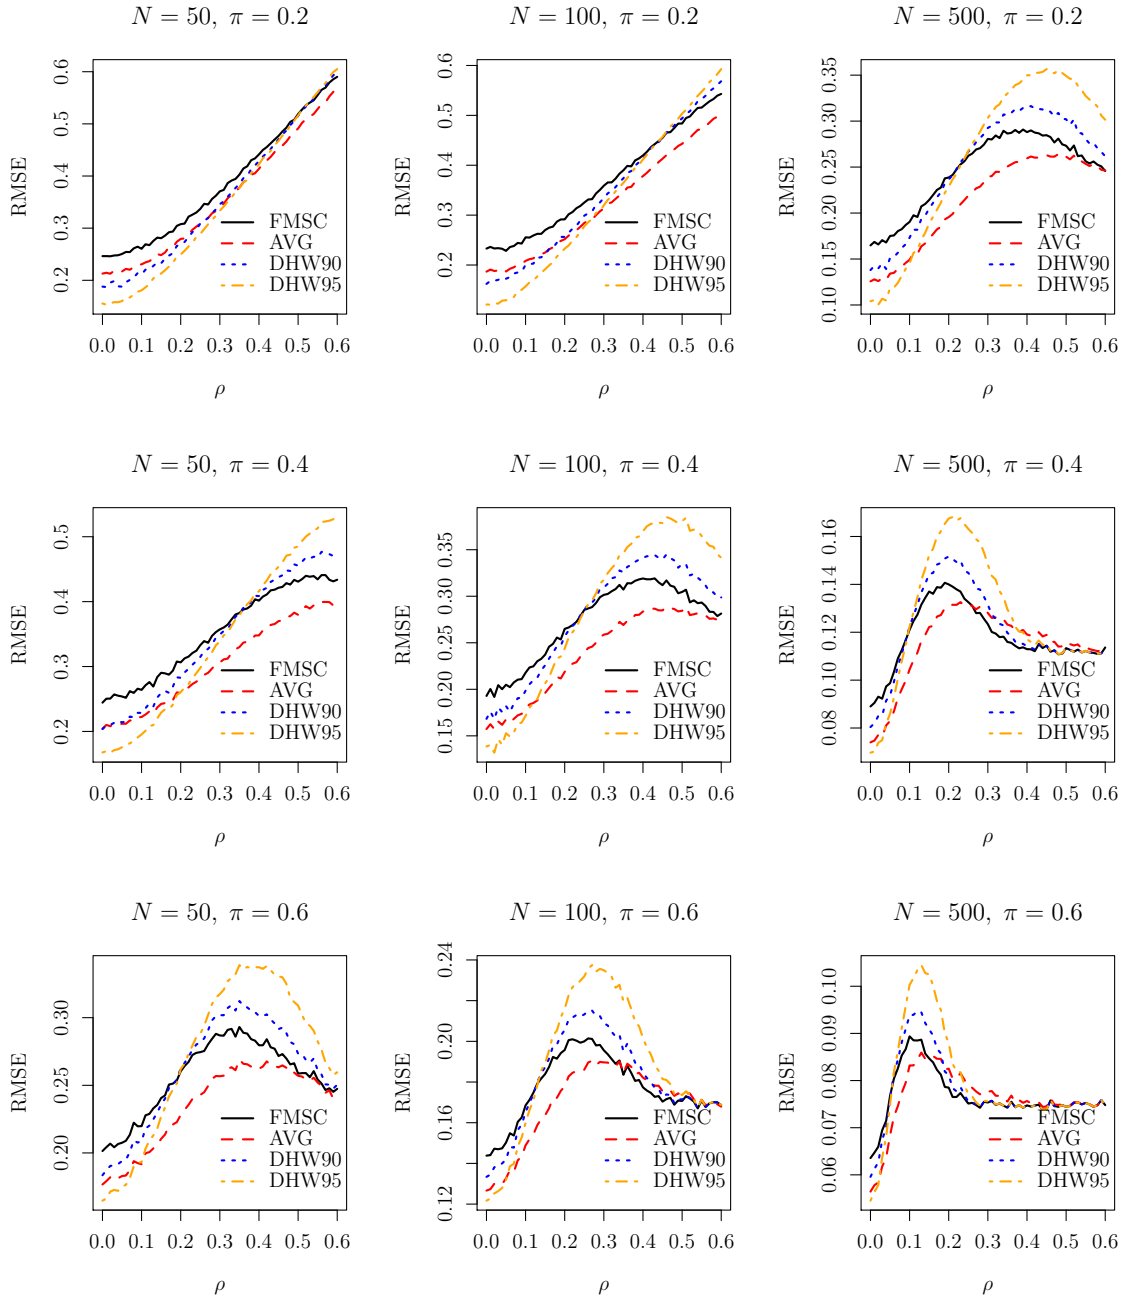 N = 50, π = 0.2
RMSE
0.2 0.3 0.4 0.5 0.6
FMSC
AVG
DHW90
DHW95
0.0 0.1 0.2 0.3 0.4 0.5 0.6
ρ
N = 100, π = 0.2
RMSE
0.2 0.3 0.4 0.5 0.6
FMSC
AVG
DHW90
DHW95
0.0 0.1 0.2 0.3 0.4 0.5 0.6
ρ
N = 500, π = 0.2
RMSE
0.10 0.15 0.20 0.25 0.30 0.35
FMSC
AVG
DHW90
DHW95
0.0 0.1 0.2 0.3 0.4 0.5 0.6
ρ
N = 50, π = 0.4
RMSE
0.2 0.3 0.4 0.5
FMSC
AVG
DHW90
DHW95
0.0 0.1 0.2 0.3 0.4 0.5 0.6
ρ
N = 100, π = 0.4
RMSE
0.15 0.20 0.25 0.30 0.35
FMSC
AVG
DHW90
DHW95
0.0 0.1 0.2 0.3 0.4 0.5 0.6
ρ
N = 500, π = 0.4
RMSE
0.08 0.10 0.12 0.14 0.16
FMSC
AVG
DHW90
DHW95
0.0 0.1 0.2 0.3 0.4 0.5 0.6
ρ
N = 50, π = 0.6
RMSE
0.20 0.25 0.30
FMSC
AVG
DHW90
DHW95
0.0 0.1 0.2 0.3 0.4 0.5 0.6
ρ
N = 100, π = 0.6
RMSE
0.12 0.16 0.20 0.24
FMSC
AVG
DHW90
DHW95
0.0 0.1 0.2 0.3 0.4 0.5 0.6
ρ
N = 500, π = 0.6
RMSE
0.06 0.07 0.08 0.09 0.10
FMSC
AVG
DHW90
DHW95
0.0 0.1 0.2 0.3 0.4 0.5 0.6
ρ